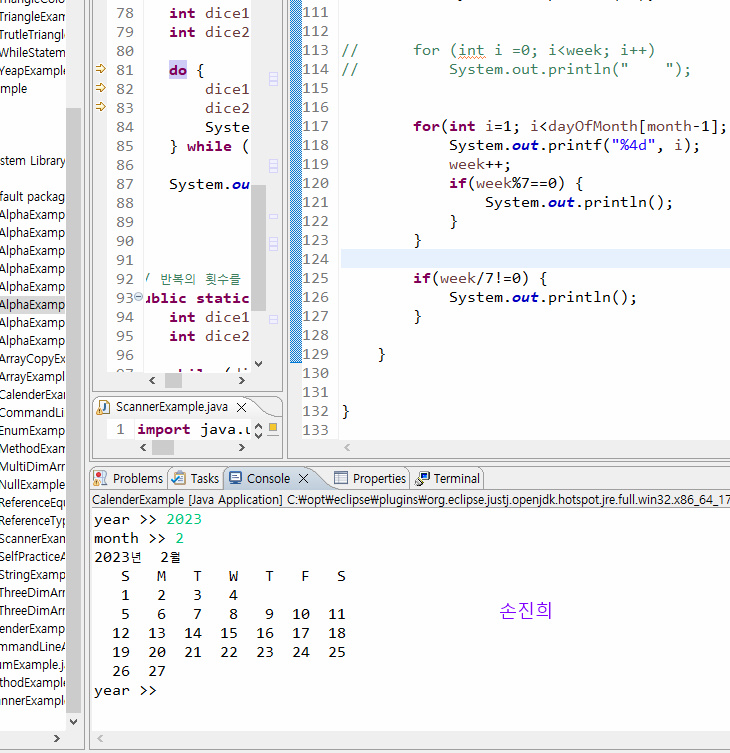 TriangleExam
TrutleTriangl
WhileStatem
YeapExample
mple
stem Library
fault packag
AlphaExamp
AlphaExamp
AlphaExamp
AlphaExamp
AlphaExamp
AlphaExamp
AlphaExamp
AlphaExamp
ArrayCopyEx
ArrayExampl
CalenderExar
CommandLi
EnumExamp
MethodExam
MultiDimArr
NullExample
ReferenceEqu
ReferenceTyp
ScannerExam
SelfPracticeA
StringExamp
ThreeDimArr
ThreeDimArr
enderExamp
mmandLineA
umExample.ja
thodExample
nnerExampl
78 int dice1
79 int dice2
80
81 do {
82 dice1
83 dice2
84 Syste
85 } while (
86
87 System.ou
88
89
90
91
92 / 반복의 횟수를
93 ublic static
94 int dice1
95 int dice2
96
ScannerExample.java
1 import java.u
111
112
113 // for (int i =0; i<week; i++)
114 // System.out.println("    ");
115
116
117 for(int i=1; i<dayOfMonth[month-1];
118 System.out.printf("%4d", i);
119 week++;
120 if(week%7==0) {
121 System.out.println();
122 }
123 }
124
125 if(week/7!=0) {
126 System.out.println();
127 }
128
129 }
130
131
132 }
133
Problems Tasks Console Properties Terminal
CalenderExample [Java Application] C:₩opt₩eclipse₩plugins₩org.eclipse.justj.openjdk.hotspot.jre.full.win32.x86_64_17
year >> 2023
month >> 2
2023년  2월
S M T W T F S
1 2 3 4
5 6 7 8 9 10 11
12 13 14 15 16 17 18
19 20 21 22 23 24 25
26 27
year >>
손진희